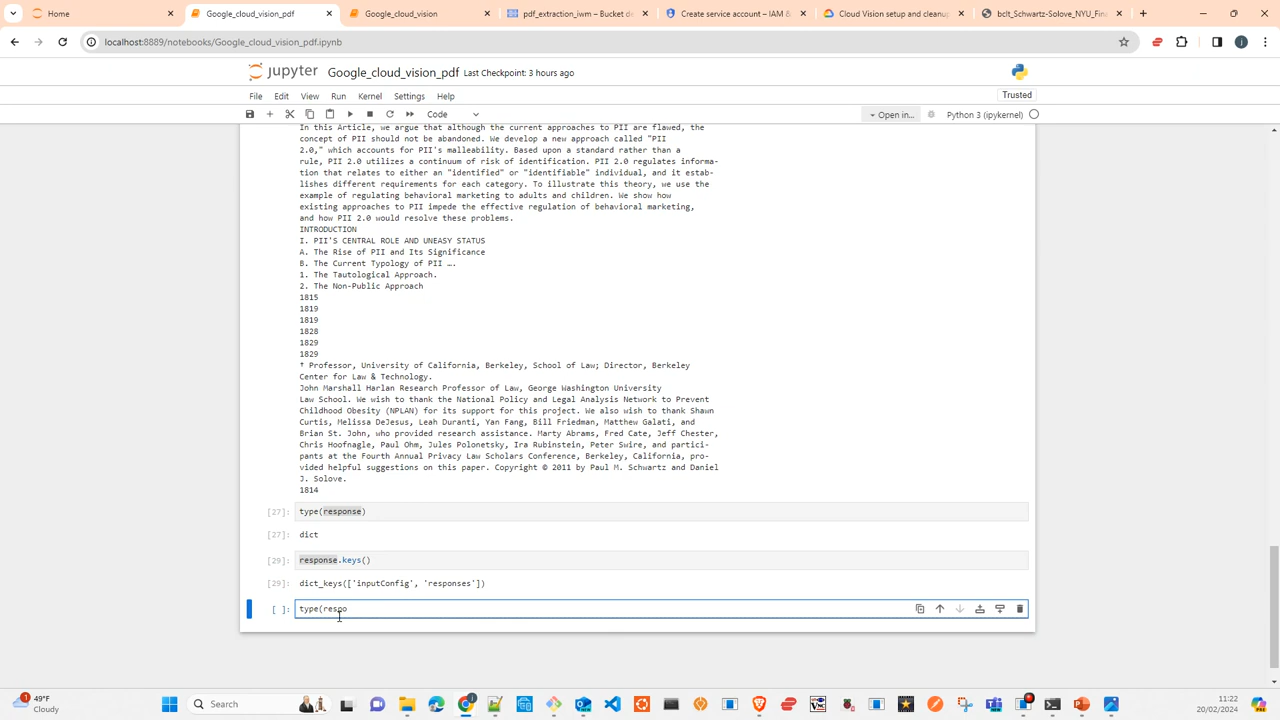 Home
Google_cloud_vision_pdf
Google_cloud_vision
pdf_extraction_iwm – Bucket de
Create service account – IAM &
Cloud Vision setup and cleanup
bclt_Schwartz-Solove_NYU_Fina
localhost:8889/notebooks/Google_cloud_vision_pdf.ipynb
jupyter Google_cloud_vision_pdf Last Checkpoint: 3 hours ago
File Edit View Run Kernel Settings Help
Trusted
Code
Open in...
Python 3 (ipykernel)
In this Article, we argue that although the current approaches to PII are flawed, the
concept of PII should not be abandoned. We develop a new approach called "PII
2.0," which accounts for PII's malleability. Based upon a standard rather than a
rule, PII 2.0 utilizes a continuum of risk of identification. PII 2.0 regulates informa-
tion that relates to either an "identified" or "identifiable" individual, and it estab-
lishes different requirements for each category. To illustrate this theory, we use the
example of regulating behavioral marketing to adults and children. We show how
existing approaches to PII impede the effective regulation of behavioral marketing,
and how PII 2.0 would resolve these problems.
INTRODUCTION
I. PII'S CENTRAL ROLE AND UNEASY STATUS
A. The Rise of PII and Its Significance
B. The Current Typology of PII ….
1. The Tautological Approach.
2. The Non-Public Approach
1815
1819
1819
1828
1829
1829
† Professor, University of California, Berkeley, School of Law; Director, Berkeley
Center for Law & Technology.
John Marshall Harlan Research Professor of Law, George Washington University
Law School. We wish to thank the National Policy and Legal Analysis Network to Prevent
Childhood Obesity (NPLAN) for its support for this project. We also wish to thank Shawn
Curtis, Melissa DeJesus, Leah Duranti, Yan Fang, Bill Friedman, Matthew Galati, and
Brian St. John, who provided research assistance. Marty Abrams, Fred Cate, Jeff Chester,
Chris Hoofnagle, Paul Ohm, Jules Polonetsky, Ira Rubinstein, Peter Swire, and partici-
pants at the Fourth Annual Privacy Law Scholars Conference, Berkeley, California, pro-
vided helpful suggestions on this paper. Copyright © 2011 by Paul M. Schwartz and Daniel
J. Solove.
1814
[27]: type(response)
[27]: dict
[29]: response.keys()
[29]: dict_keys(['inputConfig', 'responses'])
[ ]: type(respo
49°F
Cloudy
Search
11:22
20/02/2024